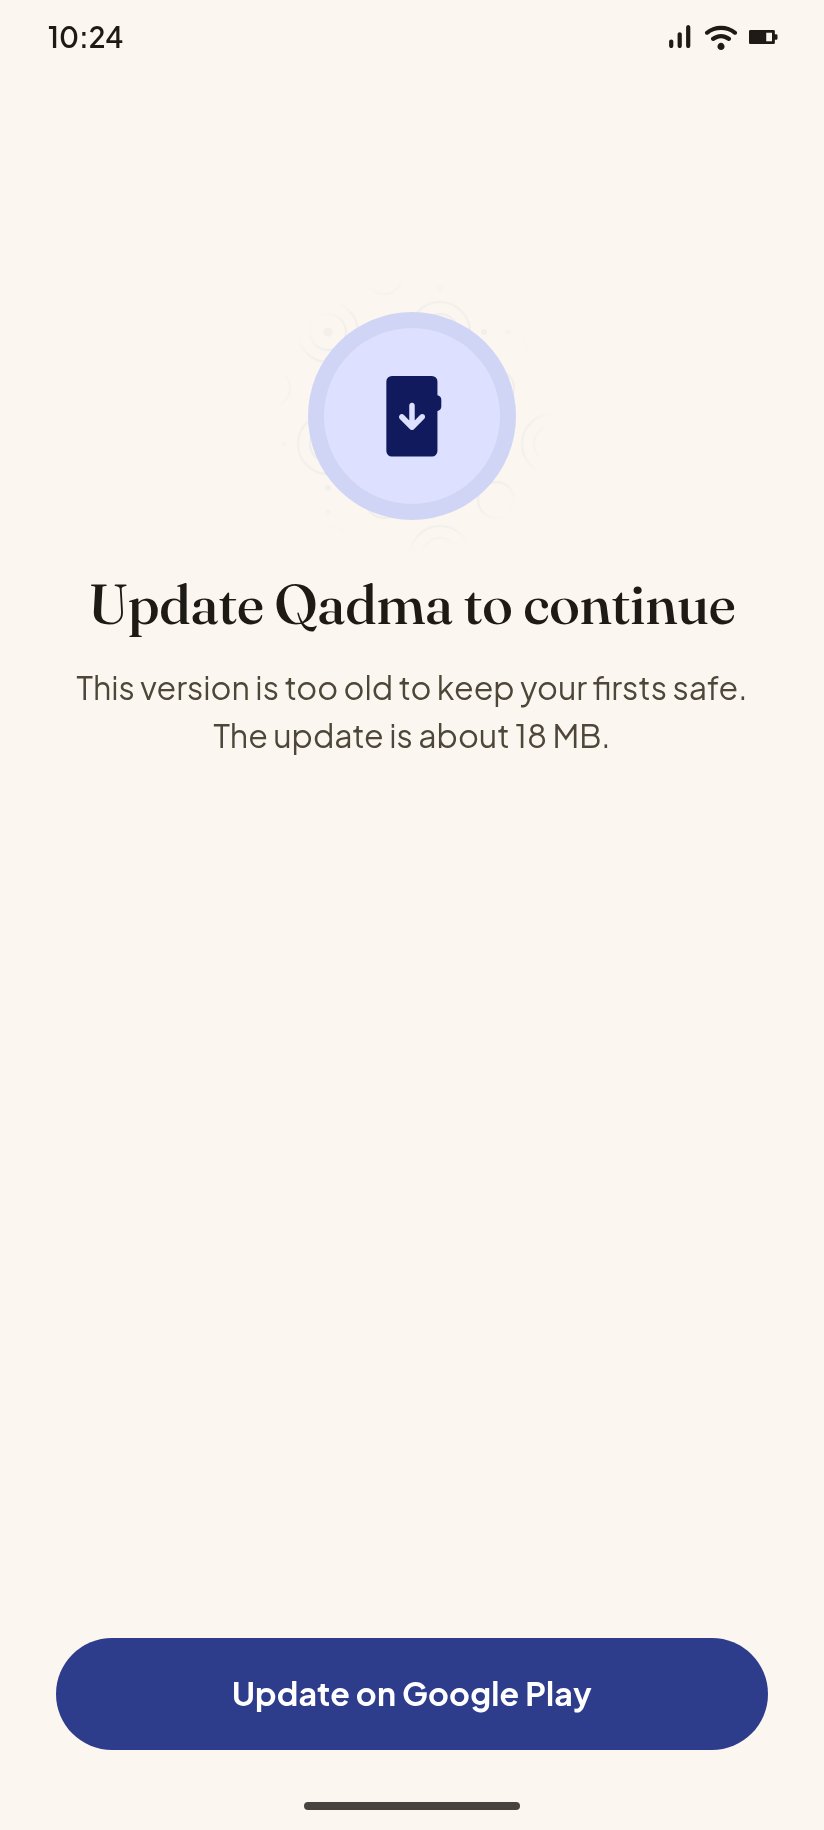 10:24
Update Qadma to continue
This version is too old to keep your firsts safe.
The update is about 18 MB.
Update on Google Play